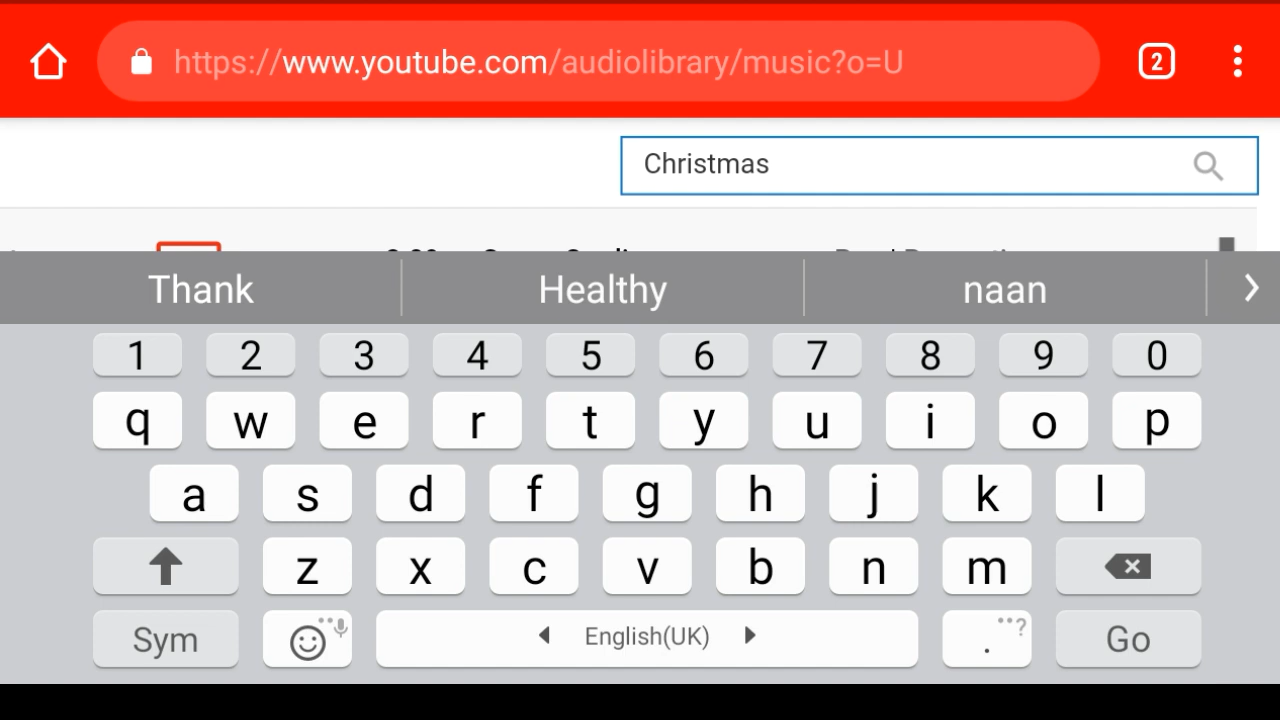 https://www.youtube.com/audiolibrary/music?o=U
2
Christmas
Thank Healthy naan
1 2 3 4 5 6 7 8 9 0
q w e r t y u i o p
a s d f g h j k l
z x c v b n m
Sym English(UK) . ? Go